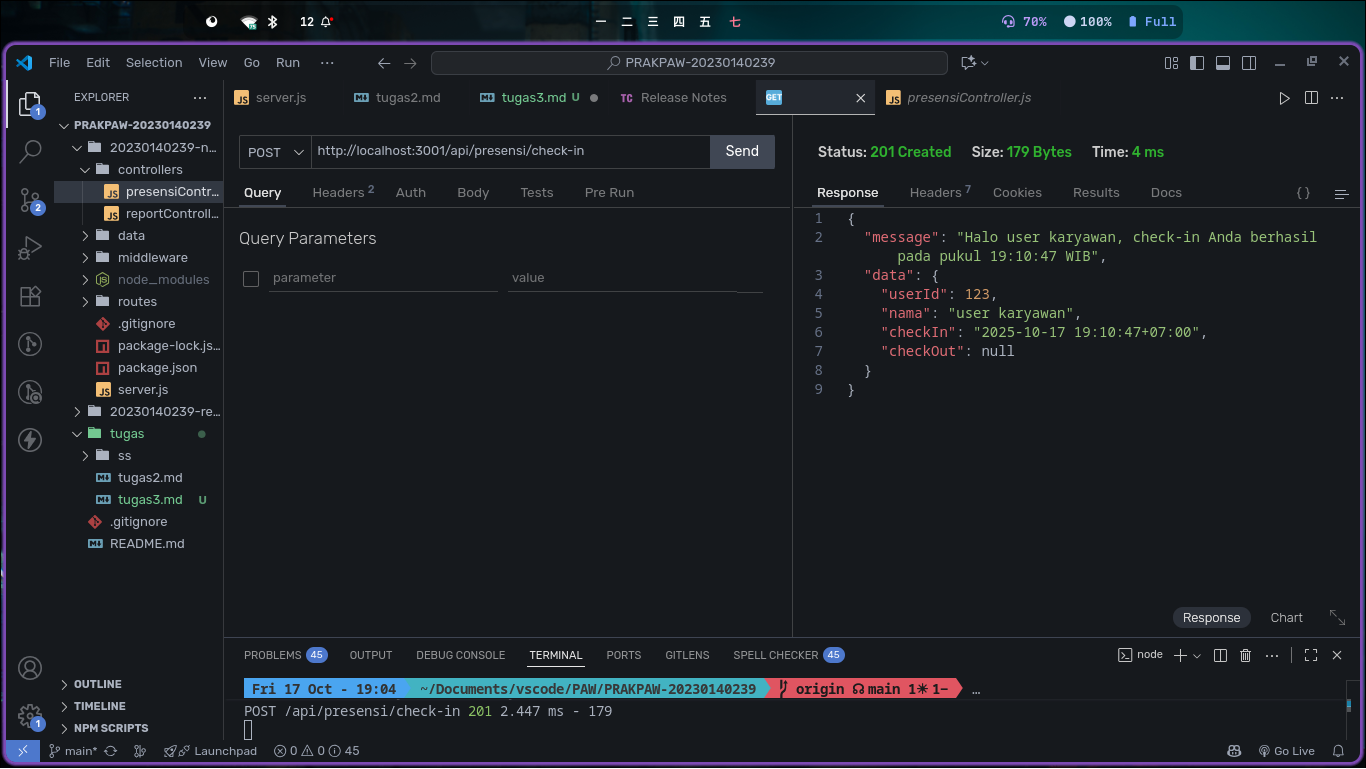 12
一 二 三 四 五 七
70% 100% Full
File Edit Selection View Go Run ···
PRAKPAW-20230140239
EXPLORER ···
server.js
tugas2.md
tugas3.md U
TC Release Notes
GET
presensiController.js
PRAKPAW-20230140239
20230140239-n...
controllers
presensiContr...
reportControll...
data
middleware
node_modules
routes
.gitignore
package-lock.js...
package.json
server.js
20230140239-re...
tugas
ss
tugas2.md
tugas3.md U
.gitignore
README.md
OUTLINE
TIMELINE
NPM SCRIPTS
1
2
1
POST http://localhost:3001/api/presensi/check-in Send
Query Headers 2 Auth Body Tests Pre Run
Query Parameters
parameter value
Status: 201 Created Size: 179 Bytes Time: 4 ms
Response Headers 7 Cookies Results Docs { }
1 {
2 "message": "Halo user karyawan, check-in Anda berhasil
pada pukul 19:10:47 WIB",
3 "data": {
4 "userId": 123,
5 "nama": "user karyawan",
6 "checkIn": "2025-10-17 19:10:47+07:00",
7 "checkOut": null
8 }
9 }
Response Chart
PROBLEMS 45 OUTPUT DEBUG CONSOLE TERMINAL PORTS GITLENS SPELL CHECKER 45 node
Fri 17 Oct - 19:04 ~/Documents/vscode/PAW/PRAKPAW-20230140239 origin main 1☀ 1− …
POST /api/presensi/check-in 201 2.447 ms - 179
main* Launchpad 0 0 45 Go Live